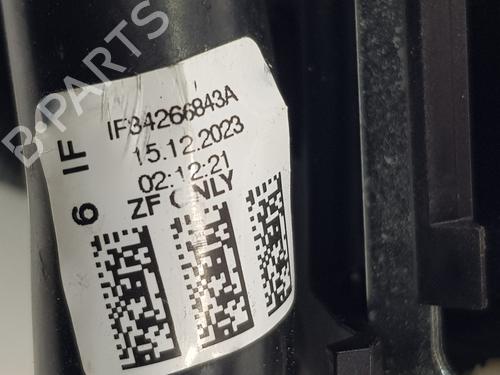 B-PARTS
6 IF
IF34266843A
15.12.2023
02:12:21
ZF ONLY